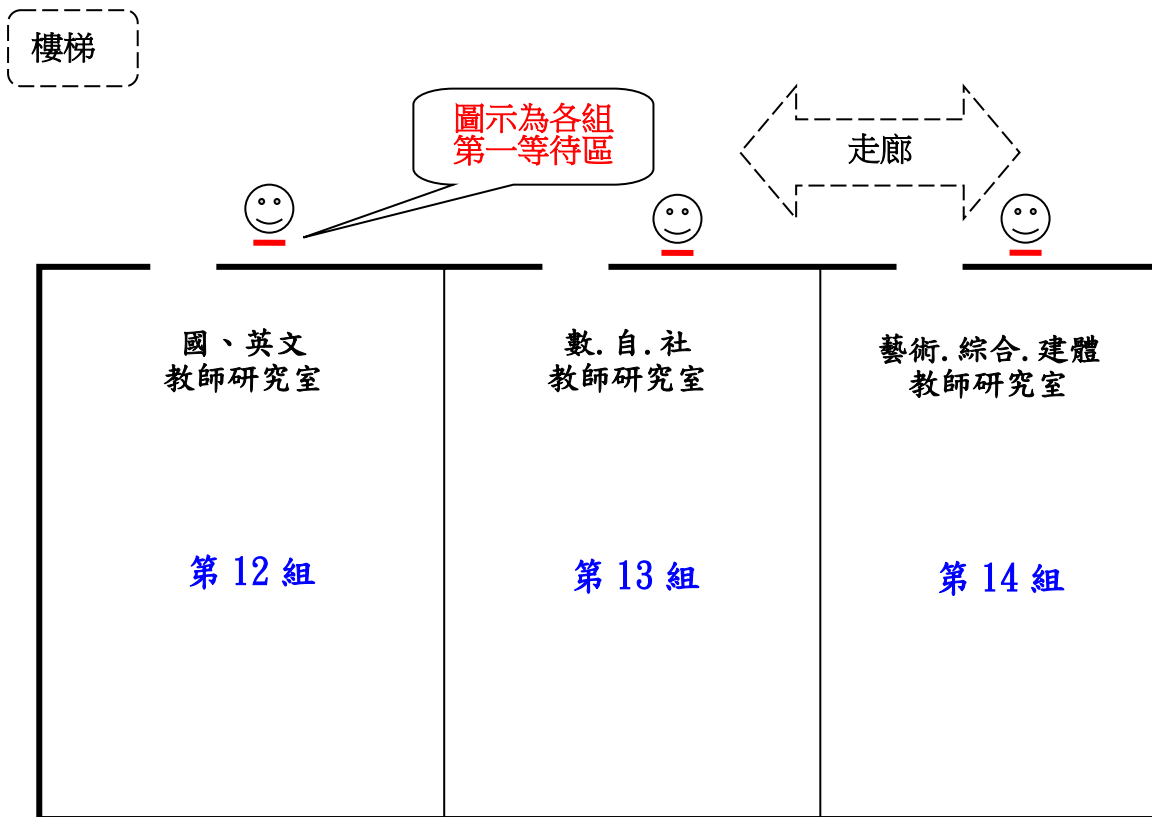 樓梯
圖示為各組
第一等待區
走廊
國、英文
教師研究室
數.自.社
教師研究室
藝術.綜合.建體
教師研究室
第 12 組
第 13 組
第 14 組